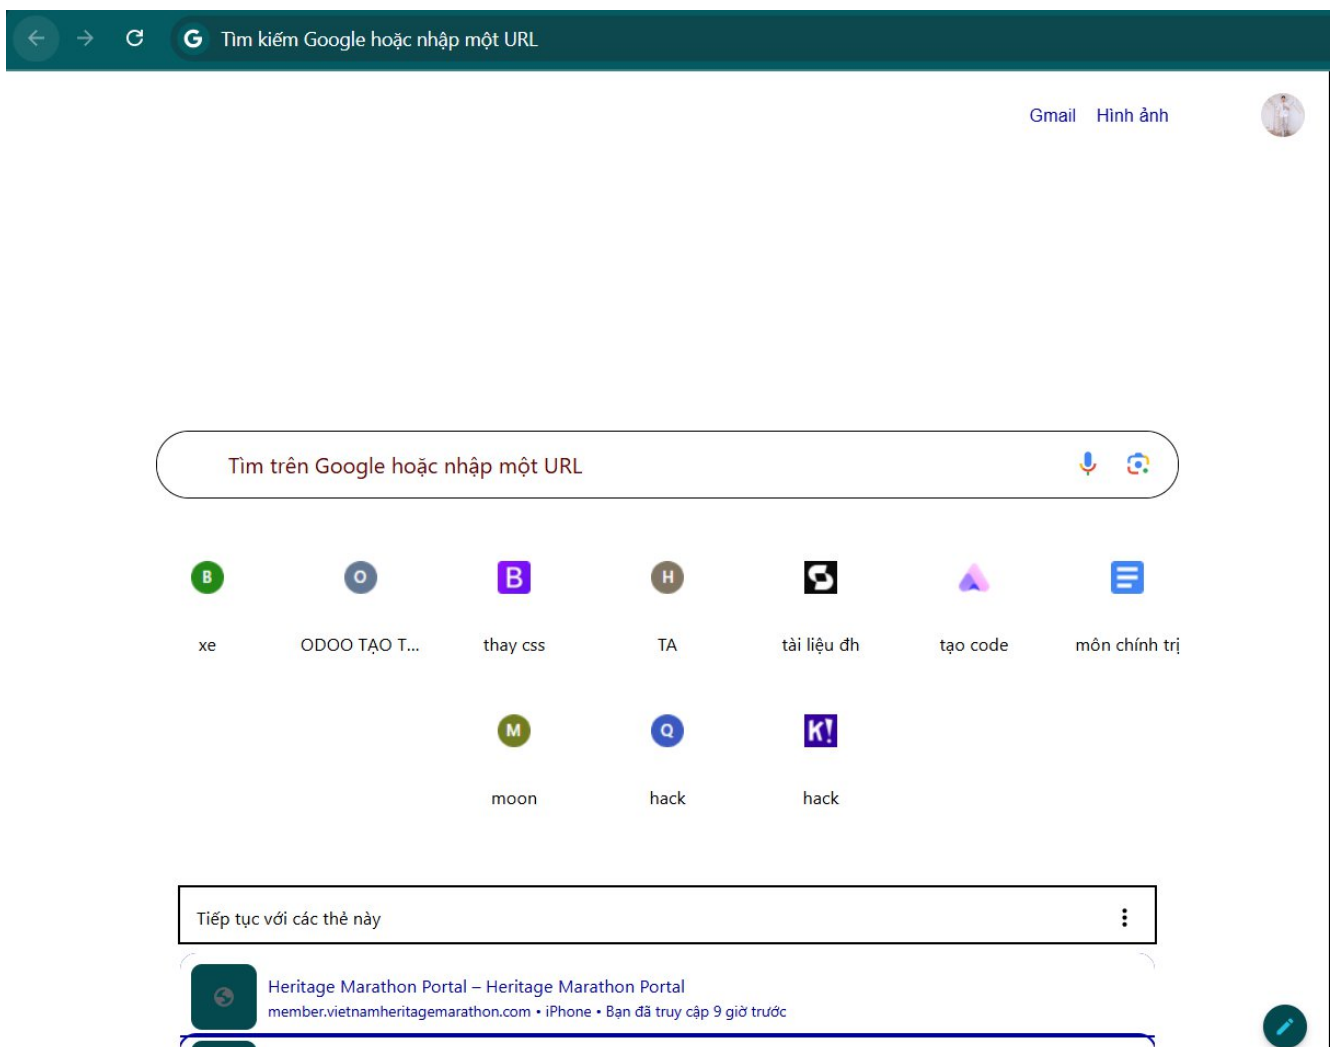 G Tìm kiếm Google hoặc nhập một URL
Gmail Hình ảnh
Tìm trên Google hoặc nhập một URL
B O B H S
xe ODOO TẠO T... thay css TA tài liệu đh tạo code môn chính trị
M Q K!
moon hack hack
Tiếp tục với các thẻ này
Heritage Marathon Portal – Heritage Marathon Portal
member.vietnamheritagemarathon.com • iPhone • Bạn đã truy cập 9 giờ trước